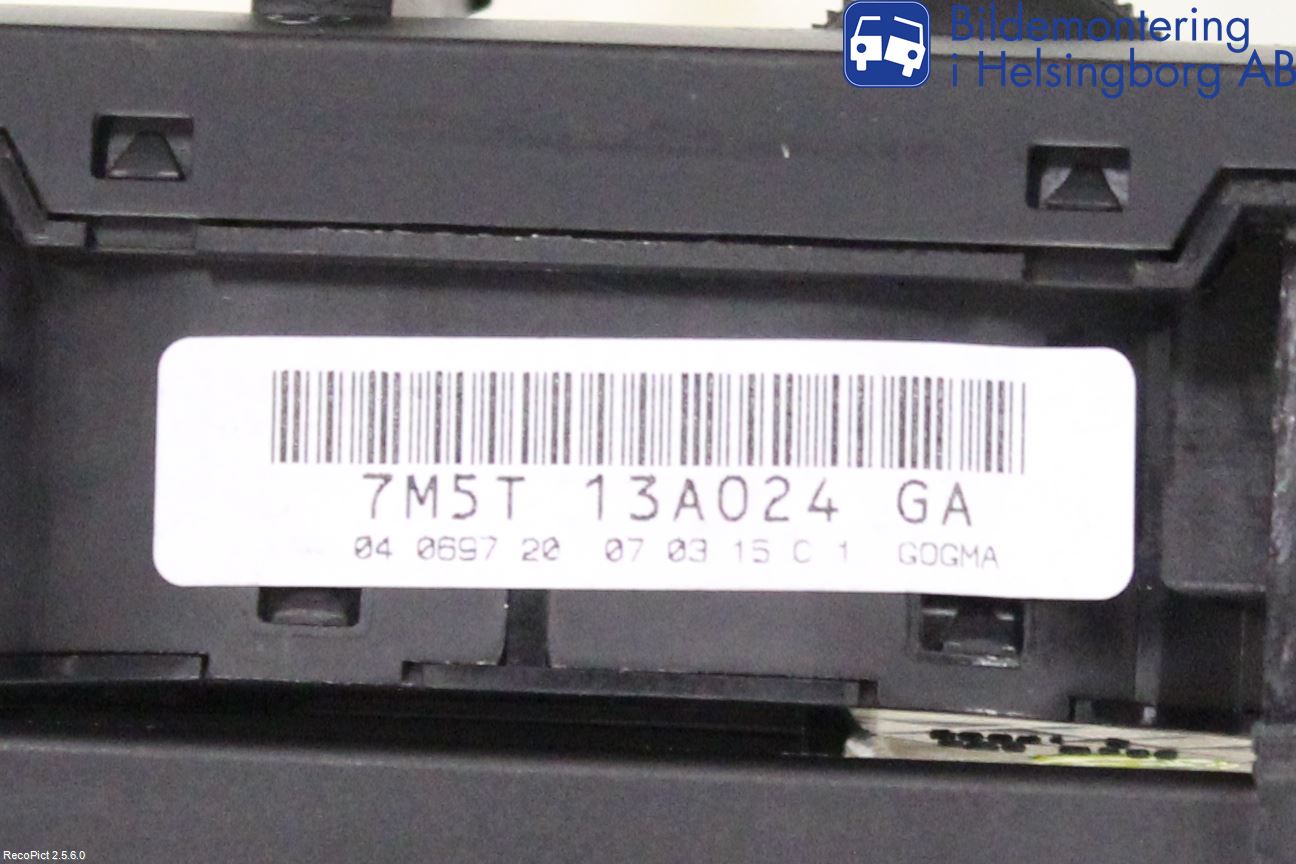 Bildemontering
i Helsingborg AB
7M5T 13A024 GA
04 0697 20 07 03 15 C 1 GOGMA
RecoPict 2.5.6.0